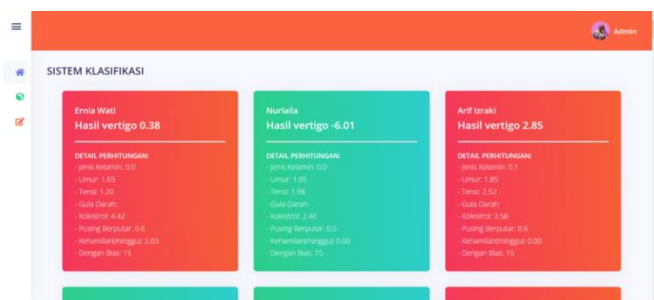 Admin
SISTEM KLASIFIKASI
Ernia Wati
Hasil vertigo 0.38
DETAIL PERHITUNGAN:
- Jenis Kelamin: 0.0
- Umur: 1.65
- Tensi: 1.20
- Gula Darah:
- Kolestrol: 4.42
- Pusing Berputar: 0.6
- Kehamilan(minggu): 2.03
- Dengan Bias: 15
Nurlaila
Hasil vertigo -6.01
DETAIL PERHITUNGAN:
- Jenis Kelamin: 0.0
- Umur: 1.05
- Tensi: 1.98
- Gula Darah:
- Kolestrol: 2.40
- Pusing Berputar: 0.0
- Kehamilan(minggu): 0.00
- Dengan Bias: 15
Arif Izraki
Hasil vertigo 2.85
DETAIL PERHITUNGAN:
- Jenis Kelamin: 0.1
- Umur: 1.85
- Tensi: 2.52
- Gula Darah:
- Kolestrol: 3.58
- Pusing Berputar: 0.6
- Kehamilan(minggu): 0.00
- Dengan Bias: 15